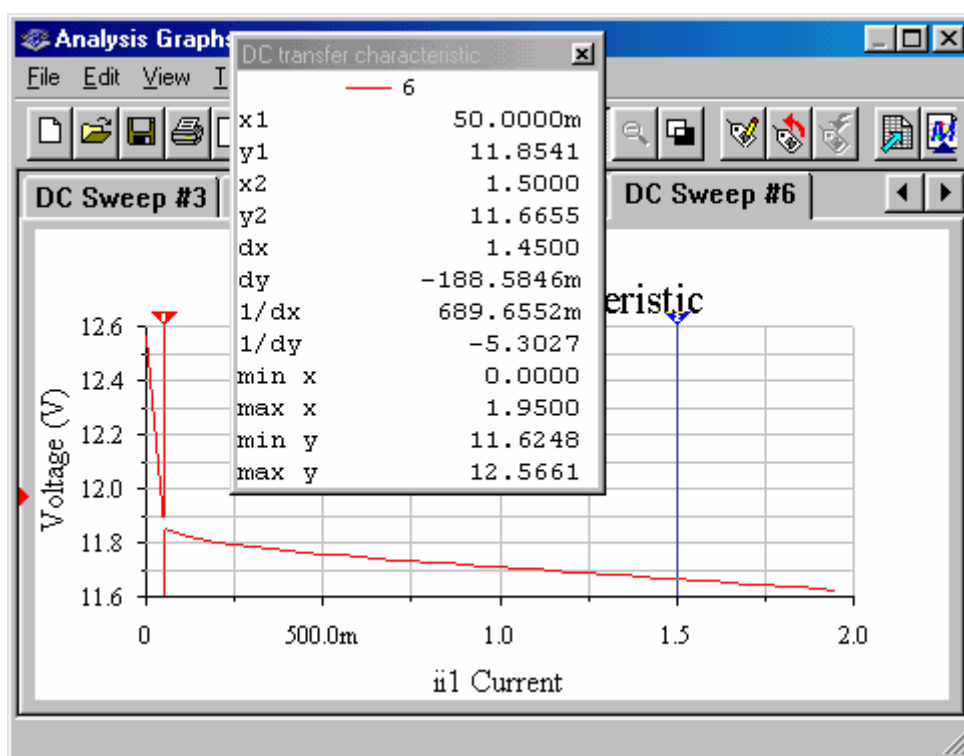 Analysis Graphs
File Edit View T
DC transfer characteristic
6
x1 50.0000m
y1 11.8541
x2 1.5000
y2 11.6655
dx 1.4500
dy -188.5846m
1/dx 689.6552m
1/dy -5.3027
min x 0.0000
max x 1.9500
min y 11.6248
max y 12.5661
DC Sweep #3
DC Sweep #6
eristic
Voltage (V)
12.6
12.4
12.2
12.0
11.8
11.6
0 500.0m 1.0 1.5 2.0
ii1 Current